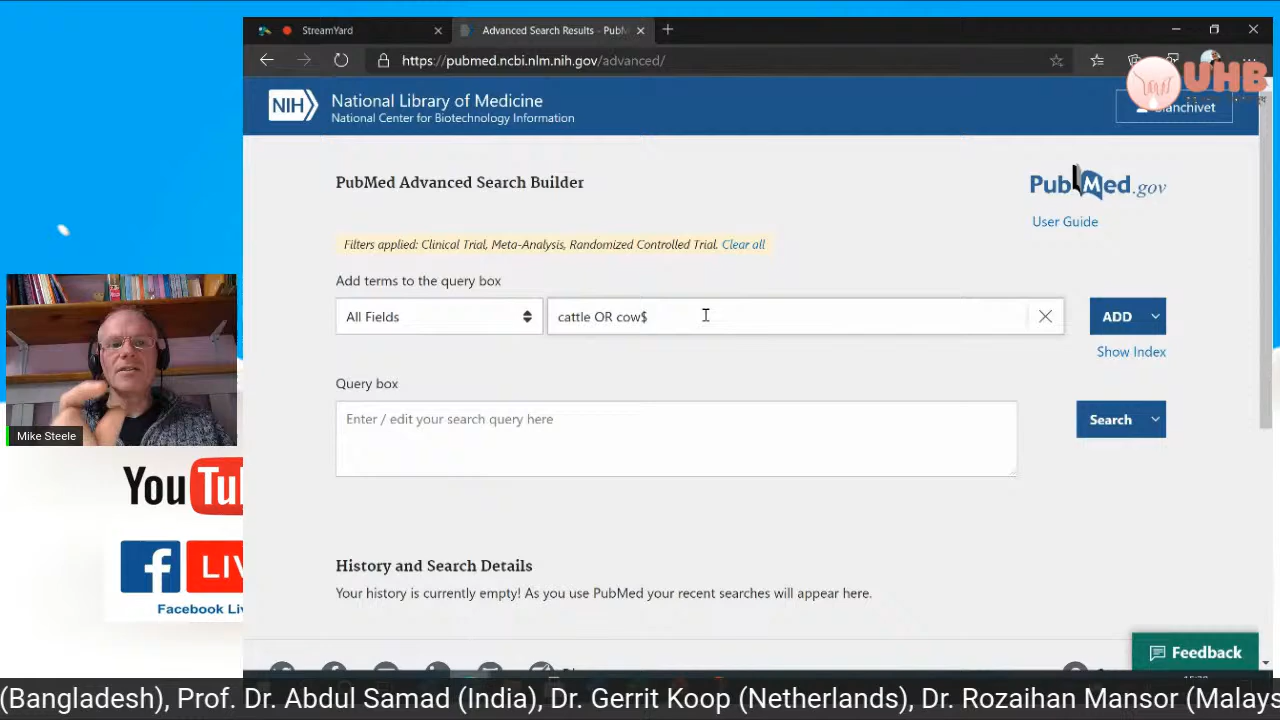 StreamYard
Advanced Search Results - PubM
https://pubmed.ncbi.nlm.nih.gov/advanced/
UHB
NIH
National Library of Medicine
National Center for Biotechnology Information
PubMed Advanced Search Builder
PubMed.gov
User Guide
Filters applied: Clinical Trial, Meta-Analysis, Randomized Controlled Trial. Clear all
Add terms to the query box
All Fields
cattle OR cow$
ADD
Show Index
Query box
Enter / edit your search query here
Search
Mike Steele
YouTu
f LIV
Facebook Liv
History and Search Details
Your history is currently empty! As you use PubMed your recent searches will appear here.
Feedback
(Bangladesh), Prof. Dr. Abdul Samad (India), Dr. Gerrit Koop (Netherlands), Dr. Rozaihan Mansor (Malays